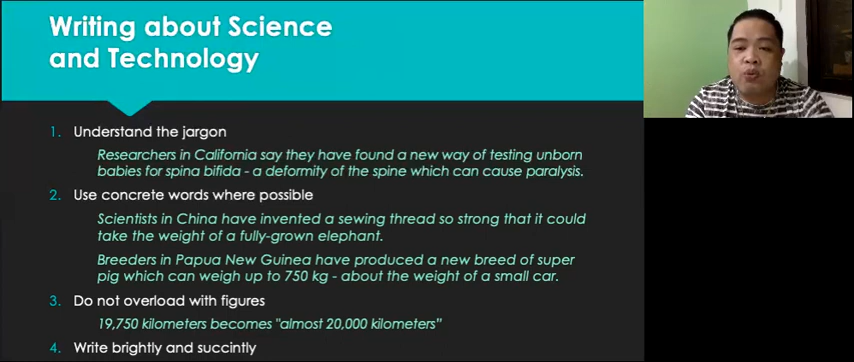 Writing about Science
and Technology
1. Understand the jargon
Researchers in California say they have found a new way of testing unborn
babies for spina bifida - a deformity of the spine which can cause paralysis.
2. Use concrete words where possible
Scientists in China have invented a sewing thread so strong that it could
take the weight of a fully-grown elephant.
Breeders in Papua New Guinea have produced a new breed of super
pig which can weigh up to 750 kg - about the weight of a small car.
3. Do not overload with figures
19,750 kilometers becomes "almost 20,000 kilometers"
4. Write brightly and succintly